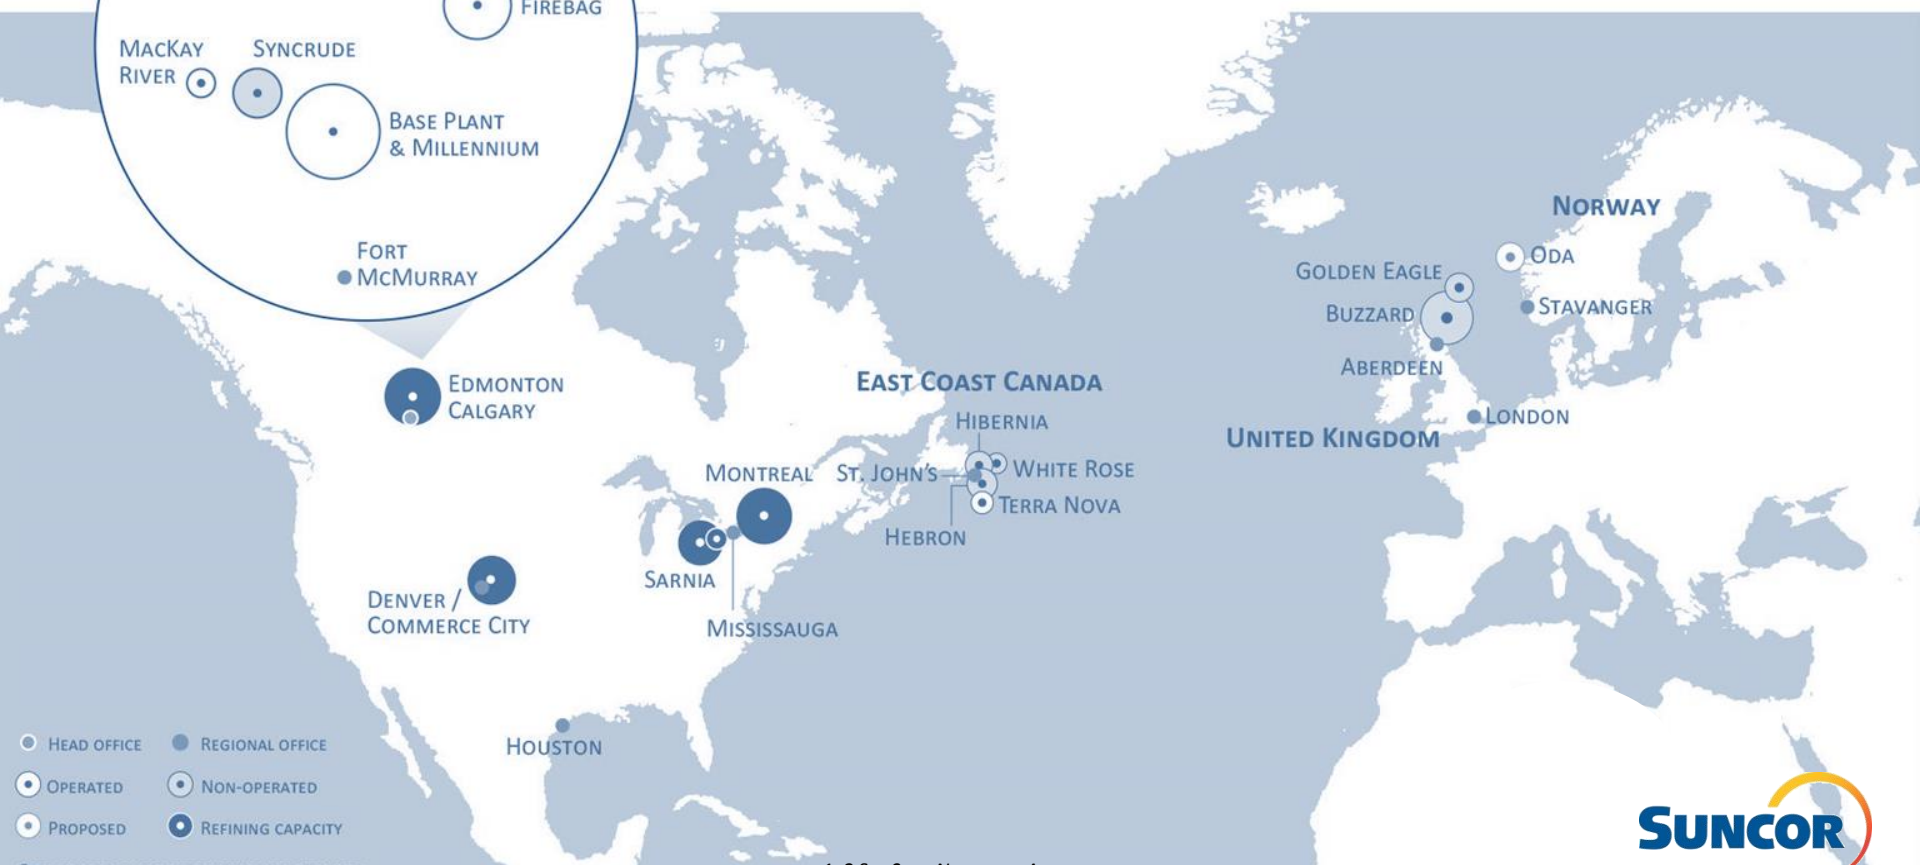 FIREBAG
MACKAY
RIVER
SYNCRUDE
BASE PLANT
& MILLENNIUM
FORT
MCMURRAY
NORWAY
ODA
GOLDEN EAGLE
BUZZARD
STAVANGER
ABERDEEN
EDMONTON
CALGARY
EAST COAST CANADA
HIBERNIA
LONDON
UNITED KINGDOM
MONTREAL
ST. JOHN'S
WHITE ROSE
TERRA NOVA
HEBRON
SARNIA
DENVER /
COMMERCE CITY
MISSISSAUGA
HOUSTON
HEAD OFFICE
REGIONAL OFFICE
OPERATED
NON-OPERATED
PROPOSED
REFINING CAPACITY
SUNCOR